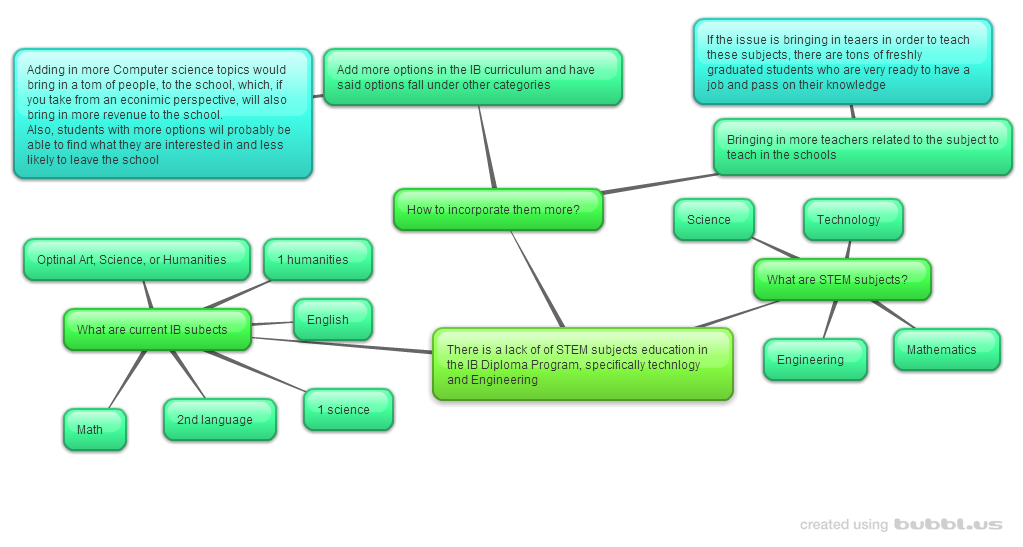 If the issue is bringing in teaers in order to teach
these subjects, there are tons of freshly
graduated students who are very ready to have a
job and pass on their knowledge
Adding in more Computer science topics would
bring in a tom of people, to the school, which, if
you take from an econimic perspective, will also
bring in more revenue to the school.
Also, students with more options wil probably be
able to find what they are interested in and less
likely to leave the school
Add more options in the IB curriculum and have
said options fall under other categories
Bringing in more teachers related to the subject to
teach in the schools
How to incorporate them more?
Science
Technology
Optinal Art, Science, or Humanities
1 humanities
What are STEM subjects?
English
What are current IB subects
There is a lack of of STEM subjects education in
the IB Diploma Program, specifically technlogy
and Engineering
Engineering
Mathematics
Math
2nd language
1 science
created using bubbl.us